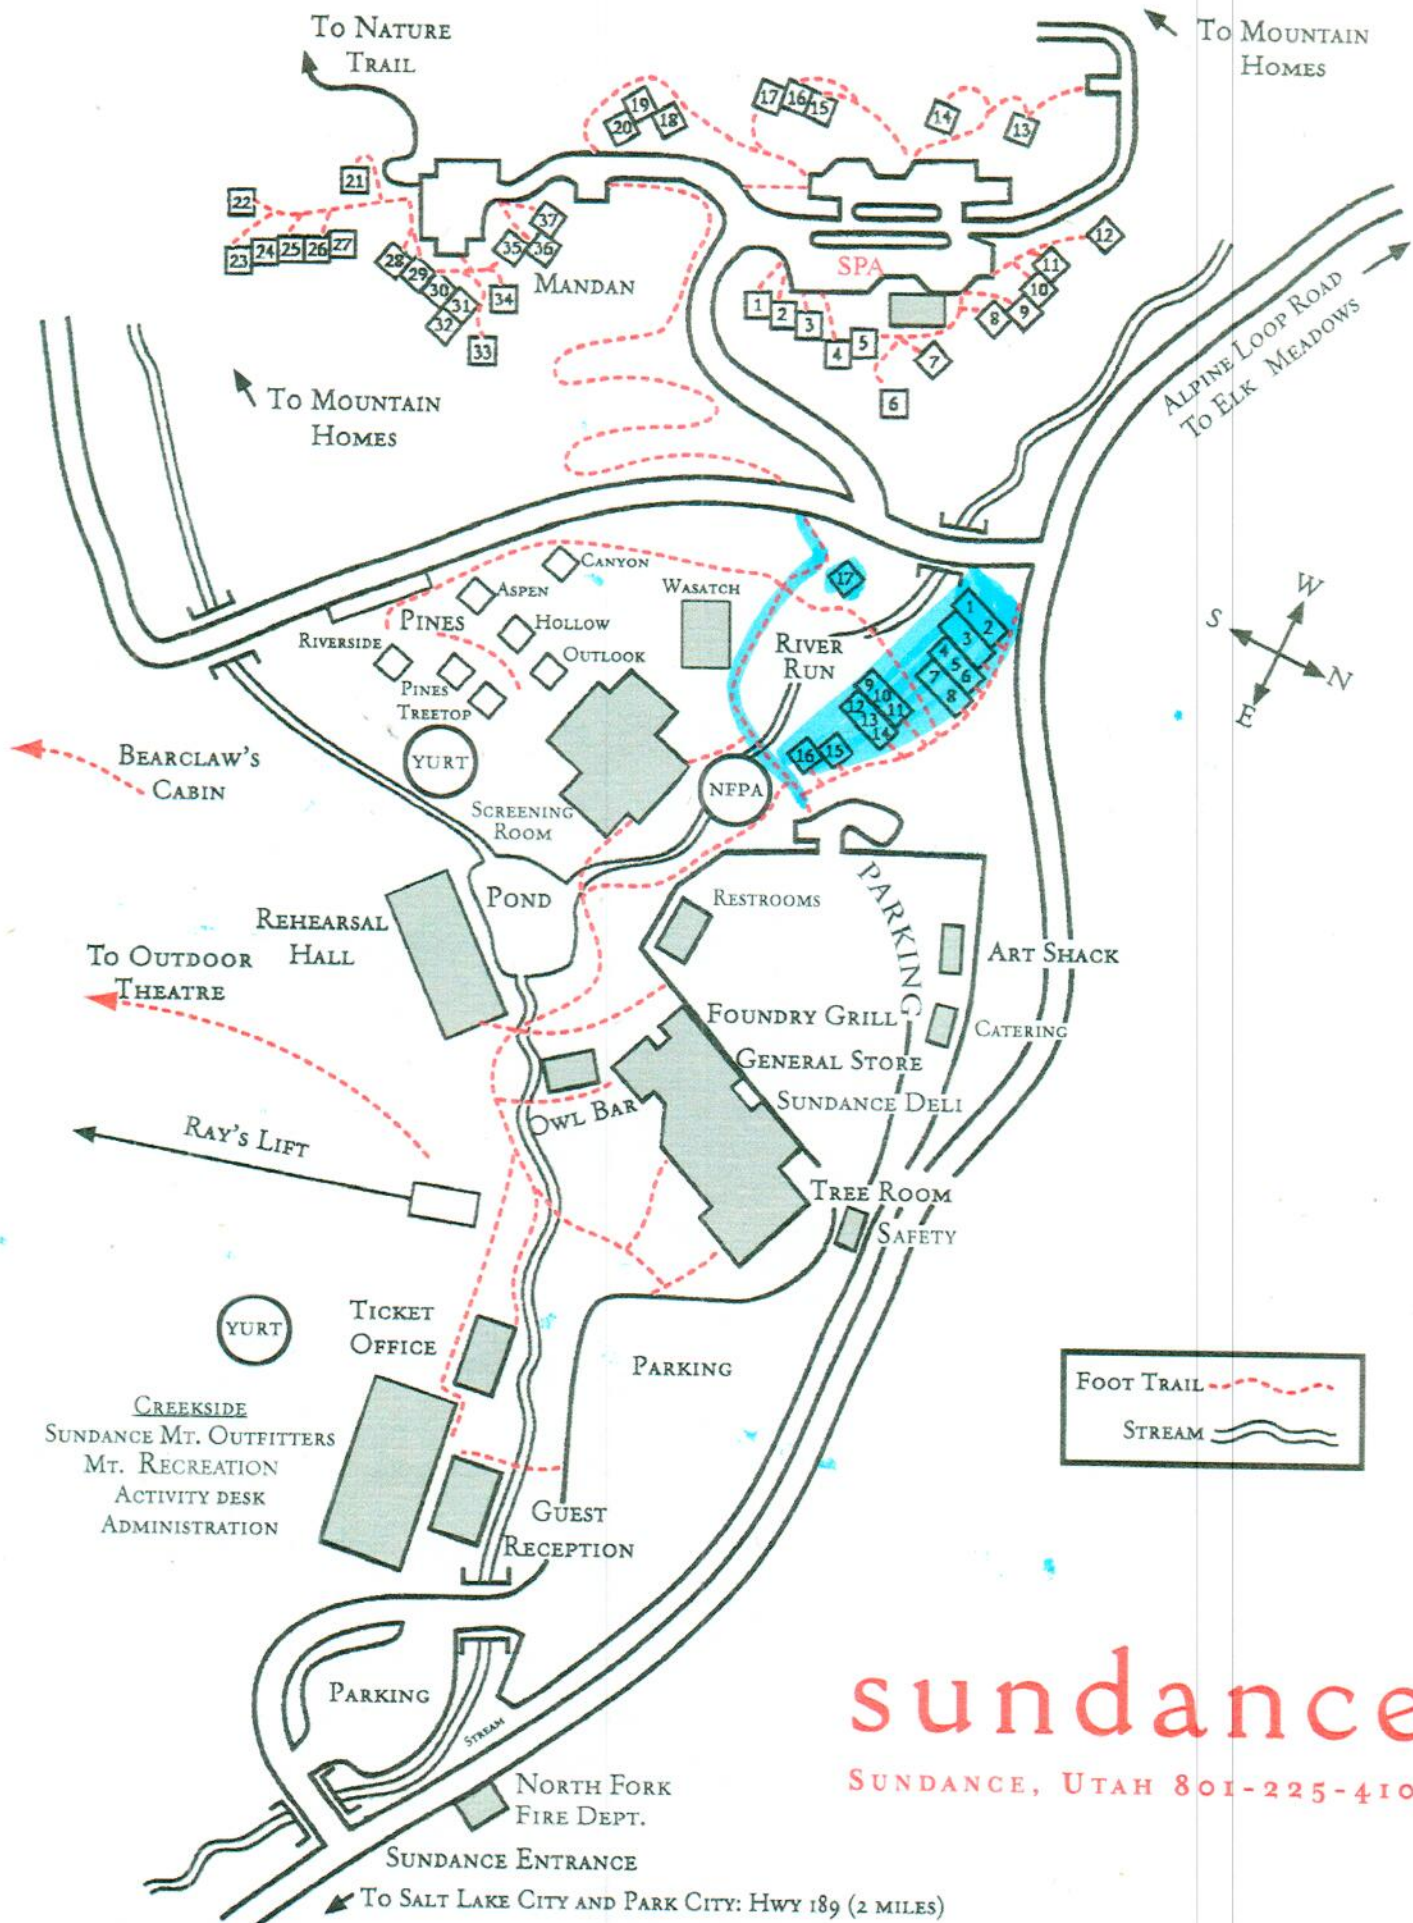 To Nature
Trail
To Mountain
Homes
19
20
18
17
16
15
14
13
21
22
23
24
25
26
27
28
29
30
31
32
33
34
35
36
37
Mandan
SPA
1
2
3
4
5
6
7
8
9
10
11
12
Alpine Loop Road
To Elk Meadows
To Mountain
Homes
Canyon
Aspen
Pines
Hollow
Riverside
Outlook
Pines
Treetop
Wasatch
17
River
Run
1
2
3
4
5
6
7
8
9
10
11
12
13
14
15
16
W
S
N
E
Bearclaw's
Cabin
YURT
Screening
Room
NFPA
Pond
Restrooms
Parking
Rehearsal
Hall
Art Shack
To Outdoor
Theatre
Foundry Grill
Catering
General Store
Sundance Deli
Owl Bar
Ray's Lift
Tree Room
Safety
YURT
Ticket
Office
Parking
Foot Trail
Stream
Creekside
Sundance Mt. Outfitters
Mt. Recreation
Activity desk
Administration
Guest
Reception
Parking
Stream
sundance
Sundance, Utah 801-225-410
North Fork
Fire Dept.
Sundance Entrance
To Salt Lake City and Park City: Hwy 189 (2 miles)